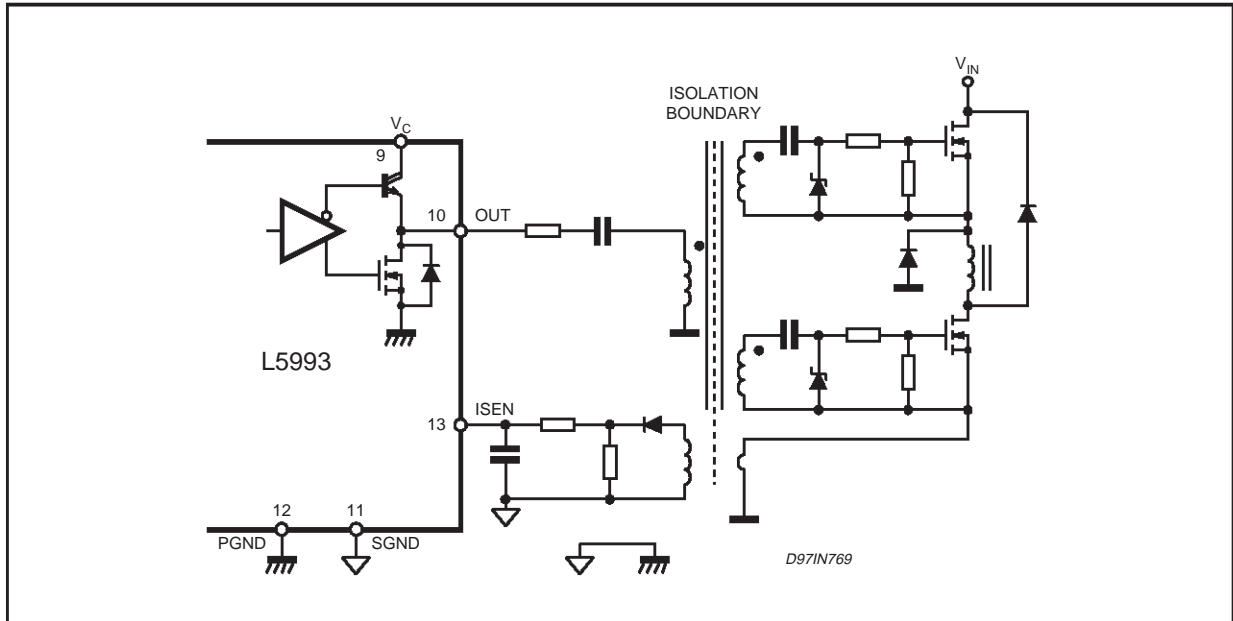 V_IN
ISOLATION
BOUNDARY
V_C
9
10
OUT
L5993
13
ISEN
12
11
PGND
SGND
D97IN769